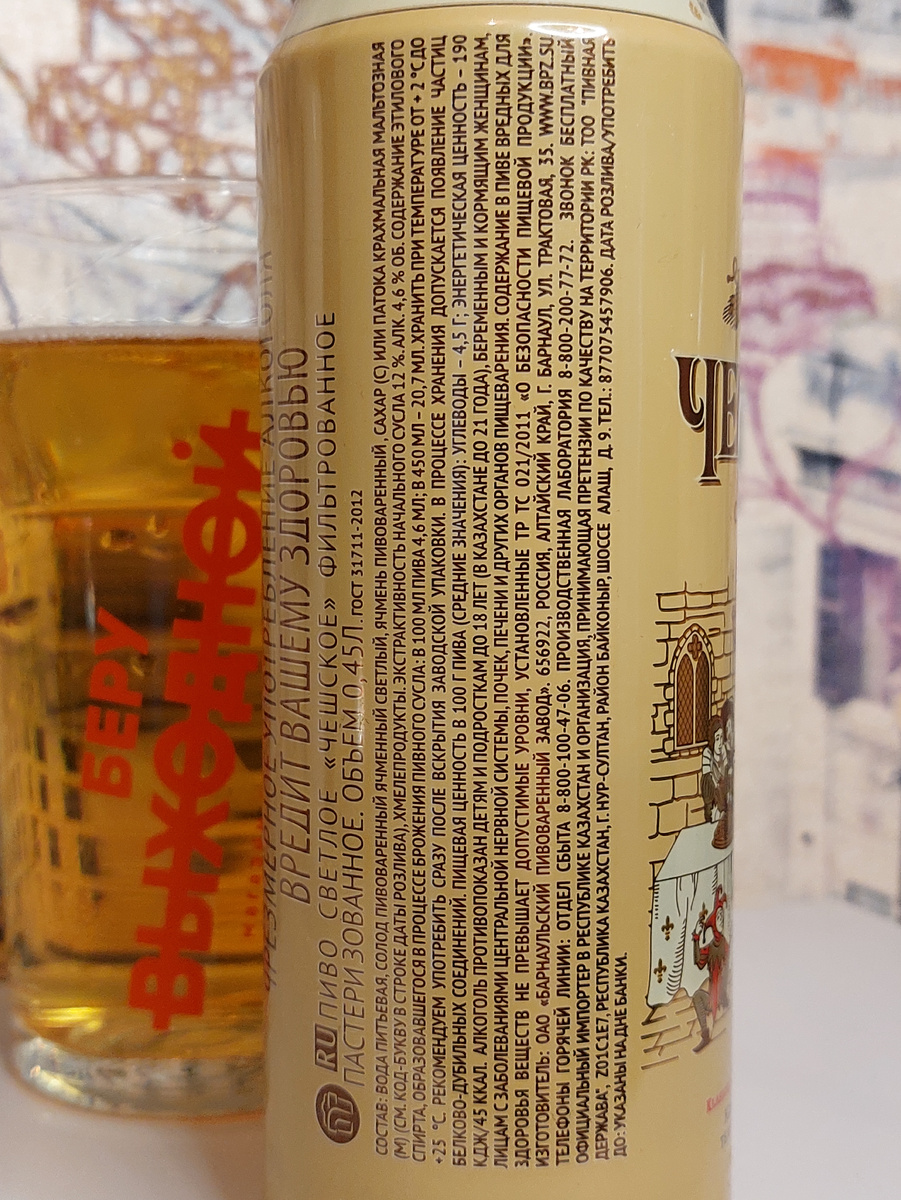 БЕРУ
ВЫХОДНОЙ
ЧЕЗМЕРНОЕ УПОТРЕБЛЕНИЕ
ВРЕДИТ ВАШЕМУ ЗДОРОВЬЮ
RU ПИВО СВЕТЛОЕ «ЧЕШСКОЕ» ФИЛЬТРОВАННОЕ
ПАСТЕРИЗОВАННОЕ. ОБЪЕМ 0,45Л. ГОСТ 31711-2012
СОСТАВ: ВОДА ПИТЬЕВАЯ, СОЛОД ПИВОВАРЕННЫЙ ЯЧМЕННЫЙ СВЕТЛЫЙ, ЯЧМЕНЬ ПИВОВАРЕННЫЙ, САХАР (С) ИЛИ ПАТОКА КРАХМАЛЬНАЯ МАЛЬТОЗНАЯ
(М) (СМ. КОД-БУКВУ В СТРОКЕ ДАТЫ РОЗЛИВА), ХМЕЛЕПРОДУКТЫ. ЭКСТРАКТИВНОСТЬ НАЧАЛЬНОГО СУСЛА 12 %. АЛК. 4,6 % ОБ. СОДЕРЖАНИЕ ЭТИЛОВОГО
СПИРТА, ОБРАЗОВАВШЕГОСЯ В ПРОЦЕССЕ БРОЖЕНИЯ ПИВНОГО СУСЛА: В 100 МЛ ПИВА 4,6 МЛ; В 450 МЛ – 20,7 МЛ. ХРАНИТЬ ПРИ ТЕМПЕРАТУРЕ ОТ + 2 °С ДО
+25 °С. РЕКОМЕНДУЕМ УПОТРЕБИТЬ СРАЗУ ПОСЛЕ ВСКРЫТИЯ ЗАВОДСКОЙ УПАКОВКИ. В ПРОЦЕССЕ ХРАНЕНИЯ ДОПУСКАЕТСЯ ПОЯВЛЕНИЕ ЧАСТИЦ
БЕЛКОВО-ДУБИЛЬНЫХ СОЕДИНЕНИЙ. ПИЩЕВАЯ ЦЕННОСТЬ В 100 Г ПИВА (СРЕДНИЕ ЗНАЧЕНИЯ): УГЛЕВОДЫ – 4,5 Г; ЭНЕРГЕТИЧЕСКАЯ ЦЕННОСТЬ – 190
КДЖ/45 ККАЛ. АЛКОГОЛЬ ПРОТИВОПОКАЗАН ДЕТЯМ И ПОДРОСТКАМ ДО 18 ЛЕТ (В КАЗАХСТАНЕ ДО 21 ГОДА), БЕРЕМЕННЫМ И КОРМЯЩИМ ЖЕНЩИНАМ,
ЛИЦАМ С ЗАБОЛЕВАНИЯМИ ЦЕНТРАЛЬНОЙ НЕРВНОЙ СИСТЕМЫ, ПОЧЕК, ПЕЧЕНИ И ДРУГИХ ОРГАНОВ ПИЩЕВАРЕНИЯ. СОДЕРЖАНИЕ В ПИВЕ ВРЕДНЫХ ДЛЯ
ЗДОРОВЬЯ ВЕЩЕСТВ НЕ ПРЕВЫШАЕТ ДОПУСТИМЫЕ УРОВНИ, УСТАНОВЛЕННЫЕ ТР ТС 021/2011 «О БЕЗОПАСНОСТИ ПИЩЕВОЙ ПРОДУКЦИИ».
ИЗГОТОВИТЕЛЬ: ОАО «БАРНАУЛЬСКИЙ ПИВОВАРЕННЫЙ ЗАВОД». 656922, РОССИЯ, АЛТАЙСКИЙ КРАЙ, Г. БАРНАУЛ, УЛ. ТРАКТОВАЯ, 35. WWW.BPZ.SU
ТЕЛЕФОНЫ ГОРЯЧЕЙ ЛИНИИ: ОТДЕЛ СБЫТА 8-800-100-47-06. ПРОИЗВОДСТВЕННАЯ ЛАБОРАТОРИЯ 8-800-200-77-72. ЗВОНОК БЕСПЛАТНЫЙ
ОФИЦИАЛЬНЫЙ ИМПОРТЕР В РЕСПУБЛИКЕ КАЗАХСТАН И ОРГАНИЗАЦИЯ, ПРИНИМАЮЩАЯ ПРЕТЕНЗИИ ПО КАЧЕСТВУ НА ТЕРРИТОРИИ РК: ТОО "ПИВНАЯ
ДЕРЖАВА", Z01C1E7, РЕСПУБЛИКА КАЗАХСТАН, Г. НУР-СУЛТАН, РАЙОН БАЙКОНЫР, ШОССЕ АЛАШ, Д. 9. ТЕЛ.: 87707545 7906. ДАТА РОЗЛИВА/УПОТРЕБИТЬ
ДО: УКАЗАНЫ НА ДНЕ БАНКИ.
ЧЕ